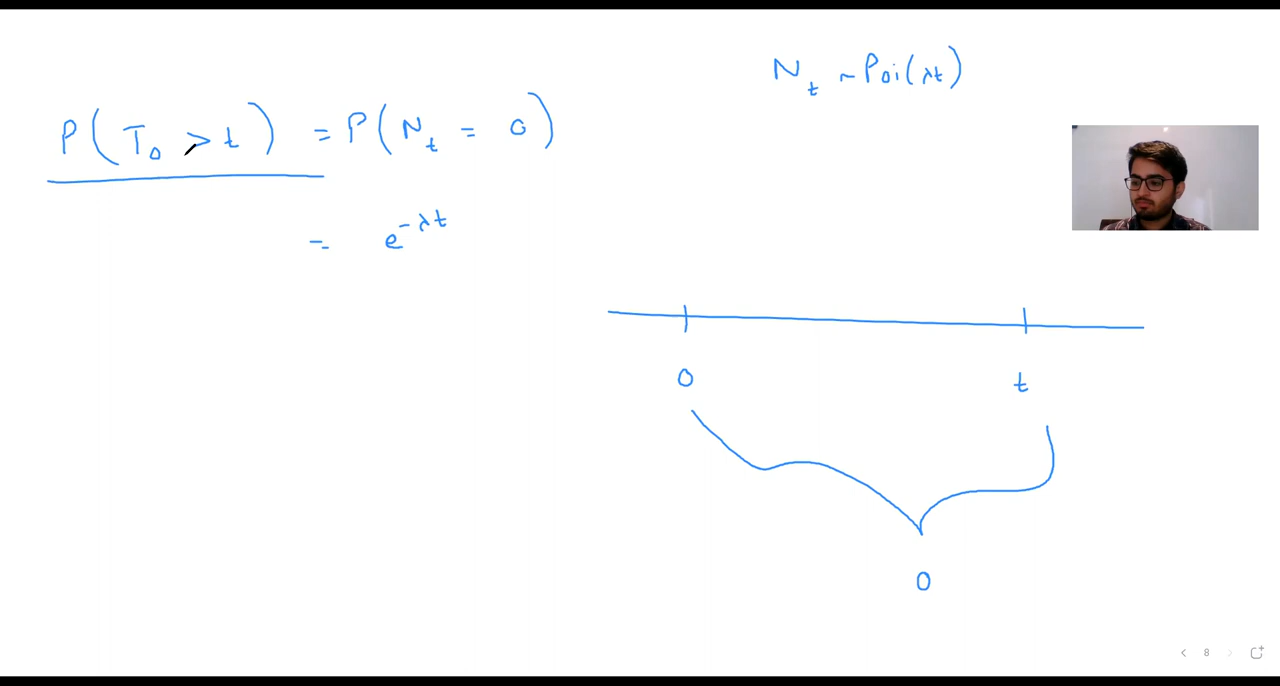 N_t ~ Poi(λt)
P(T_0 > t) = P(N_t = 0)
= e^{-λt}
0 t
0
8